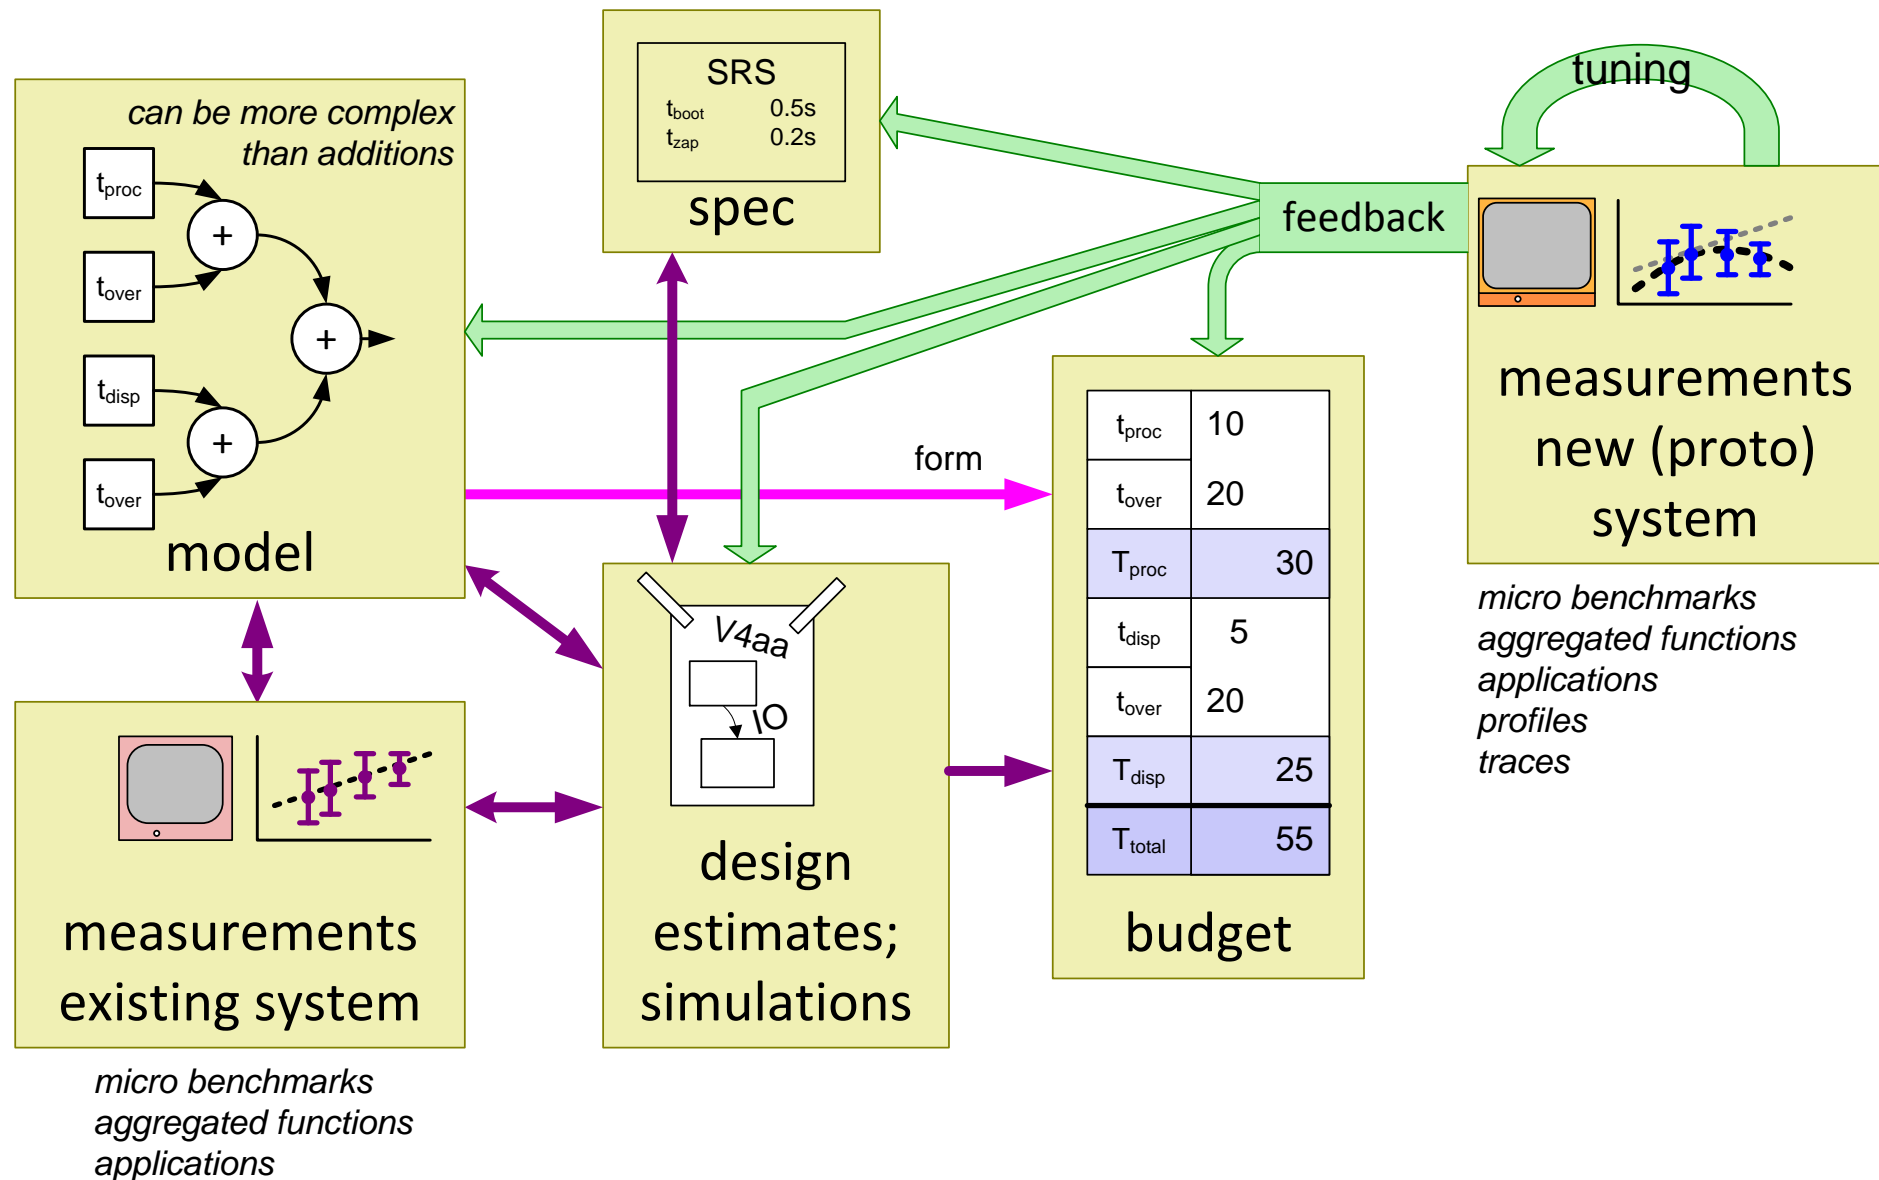 can be more complex
than additions
tproc
tover
tdisp
tover
+
+
+
model
SRS
tboot 0.5s
tzap 0.2s
spec
tuning
feedback
measurements
new (proto)
system
micro benchmarks
aggregated functions
applications
profiles
traces
form
tproc 10
tover 20
Tproc 30
tdisp 5
tover 20
Tdisp 25
Ttotal 55
budget
V4aa
IO
design
estimates;
simulations
measurements
existing system
micro benchmarks
aggregated functions
applications